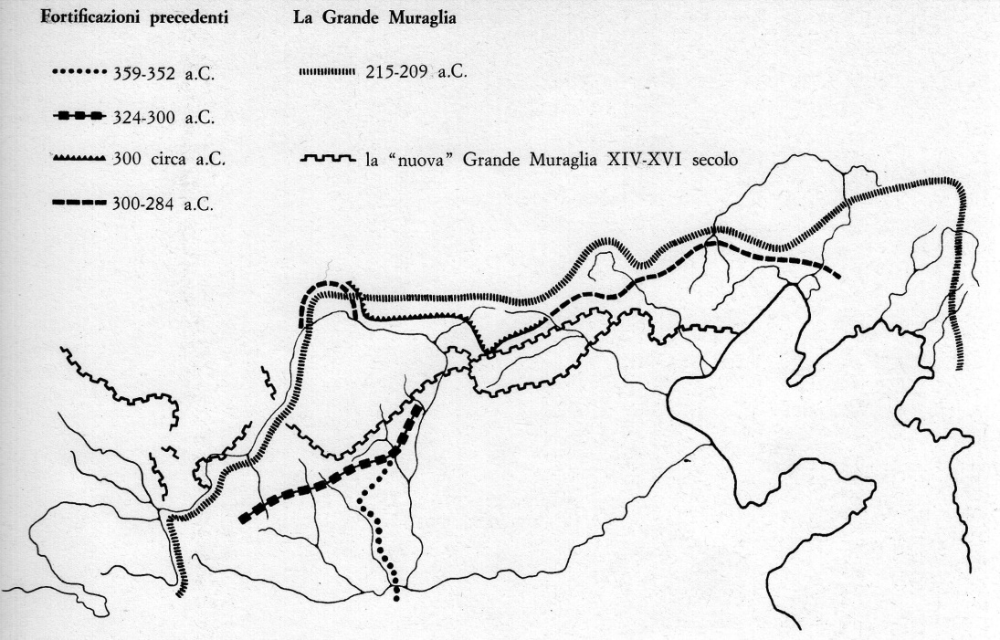 Fortificazioni precedenti
359-352 a.C.
324-300 a.C.
300 circa a.C.
300-284 a.C.
La Grande Muraglia
215-209 a.C.
la “nuova” Grande Muraglia XIV-XVI secolo